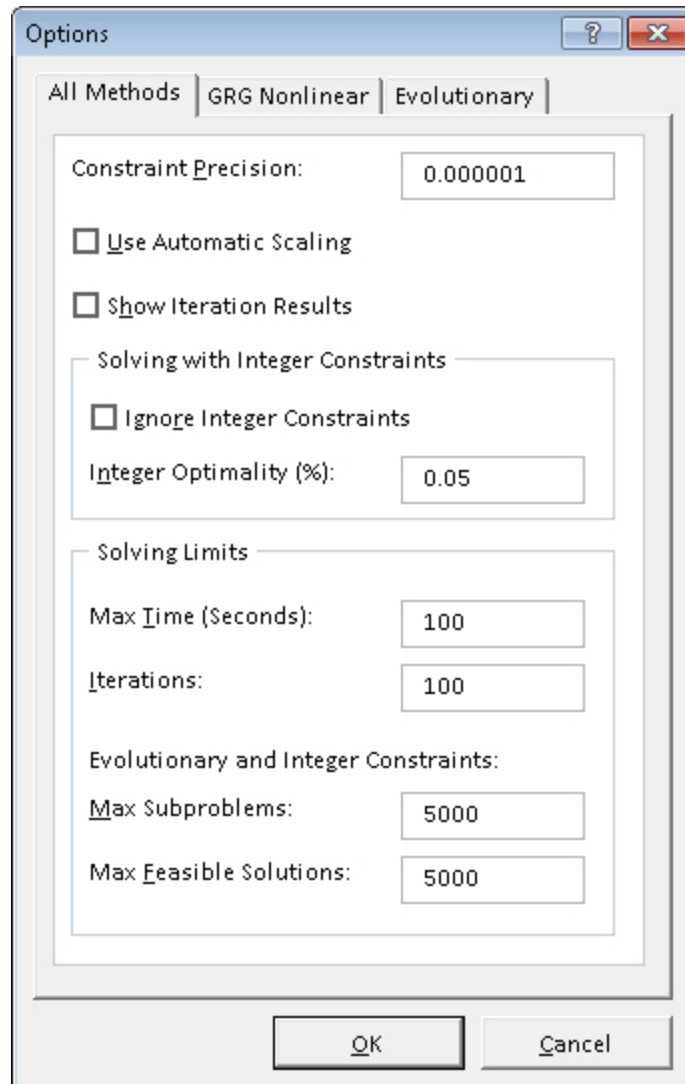 Options
All Methods GRG Nonlinear Evolutionary
Constraint Precision: 0.000001
Use Automatic Scaling
Show Iteration Results
Solving with Integer Constraints
Ignore Integer Constraints
Integer Optimality (%): 0.05
Solving Limits
Max Time (Seconds): 100
Iterations: 100
Evolutionary and Integer Constraints:
Max Subproblems: 5000
Max Feasible Solutions: 5000
OK Cancel